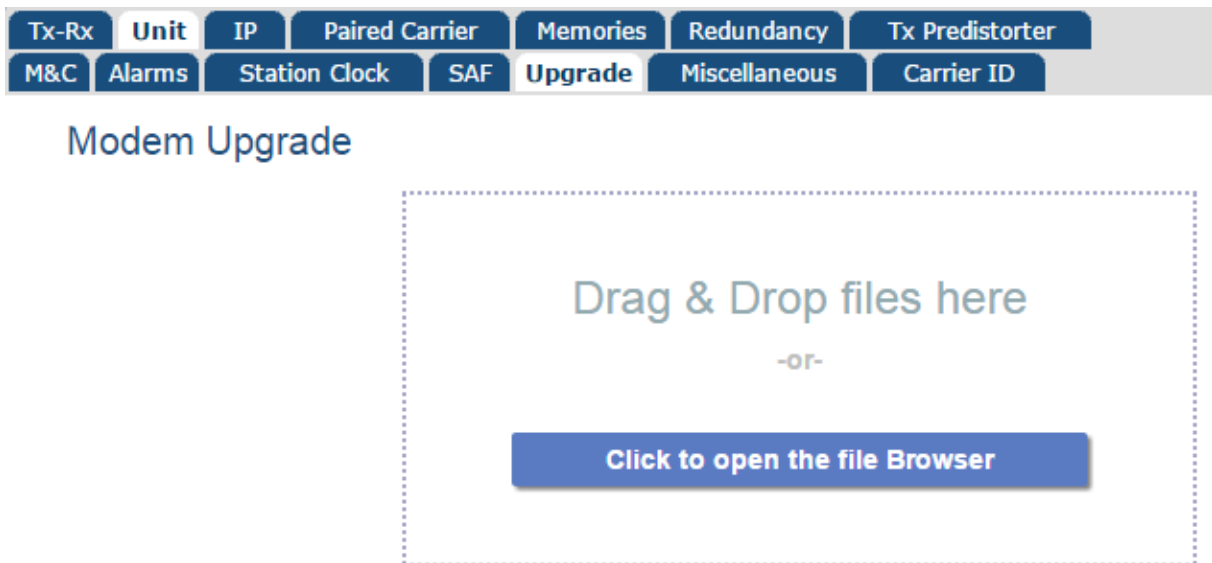 Tx-Rx Unit IP Paired Carrier Memories Redundancy Tx Predistorter
M&C Alarms Station Clock SAF Upgrade Miscellaneous Carrier ID
Modem Upgrade
Drag & Drop files here
-or-
Click to open the file Browser